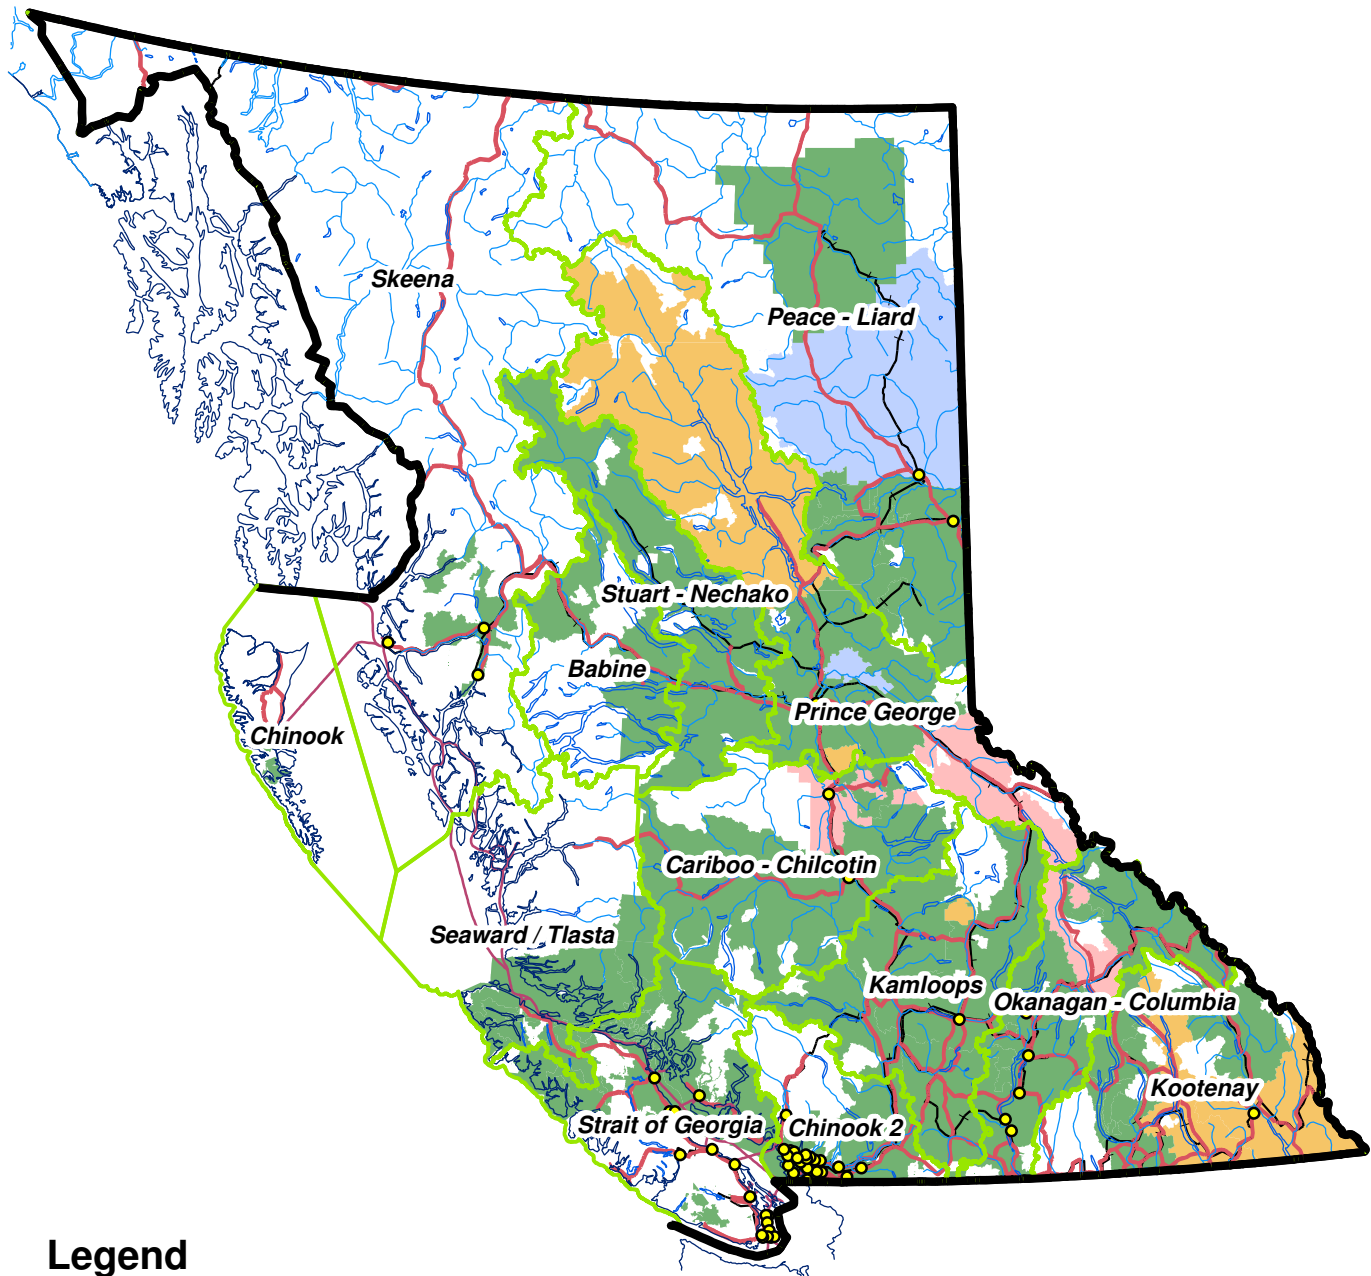 Skeena
Peace - Liard
Stuart - Nechako
Babine
Prince George
Chinook
Cariboo - Chilcotin
Seaward / Tlasta
Kamloops
Okanagan - Columbia
Kootenay
Strait of Georgia
Chinook 2
Legend